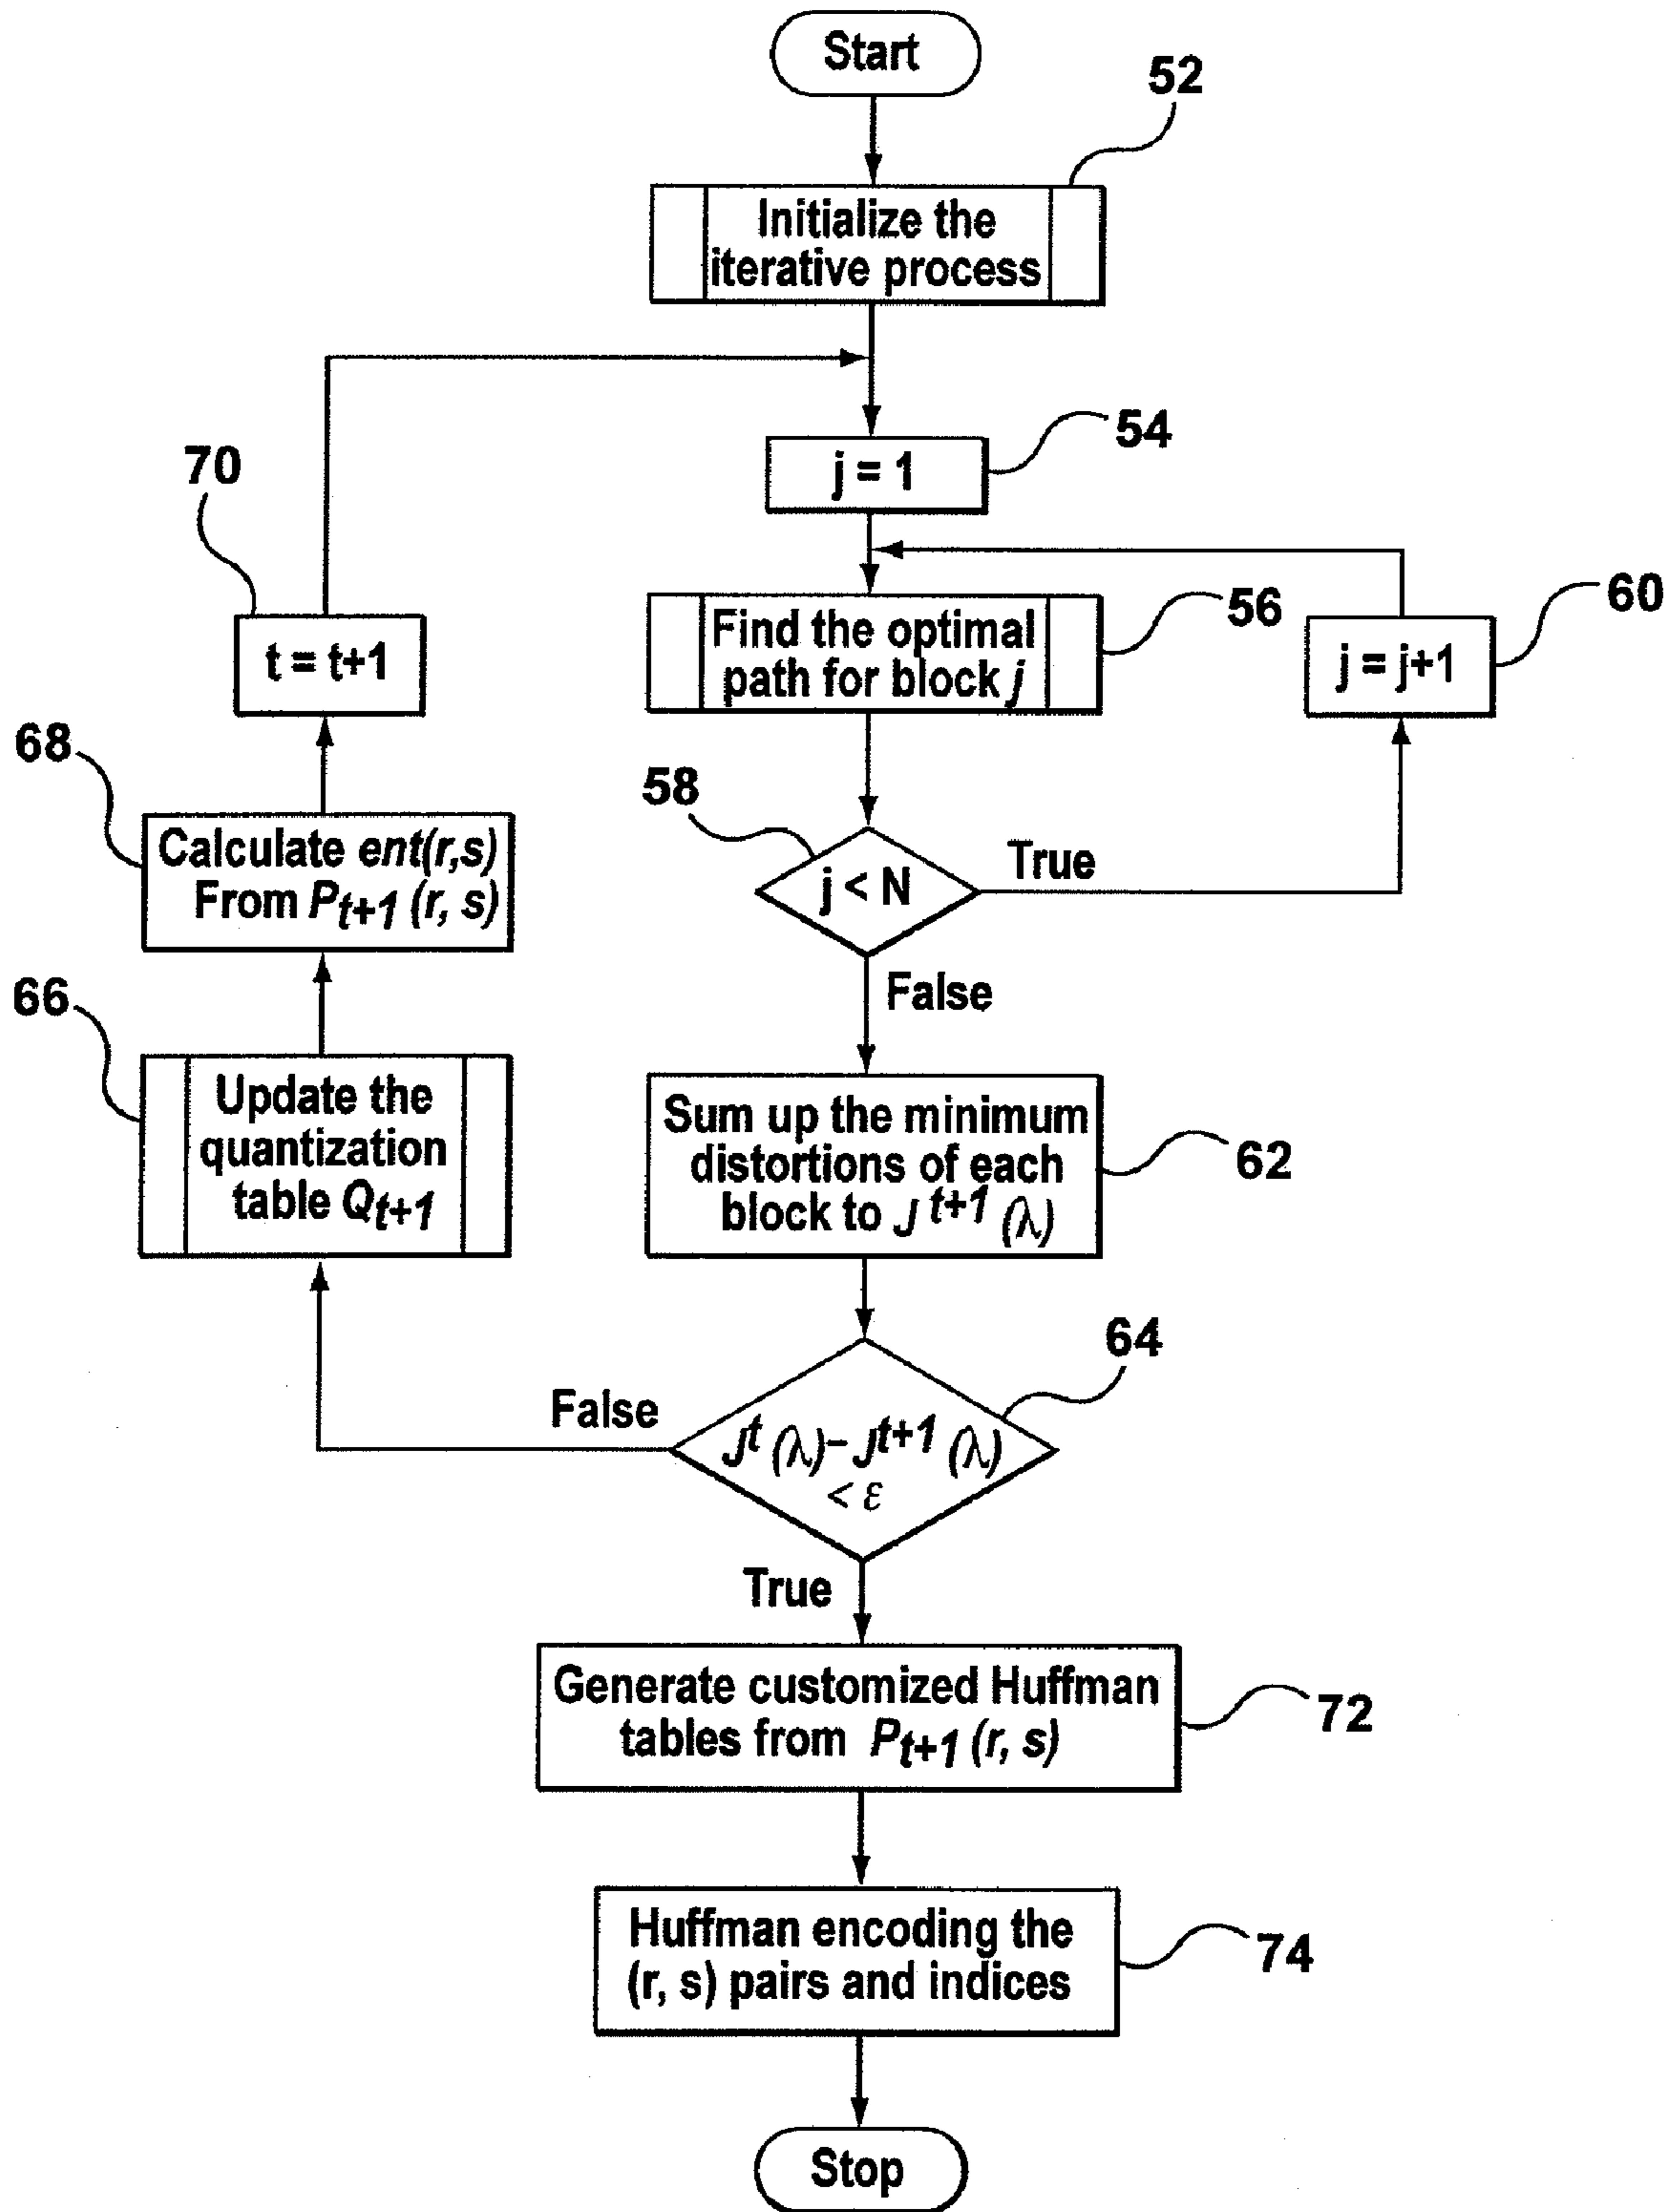 Start
52
Initialize the
iterative process
54
j = 1
70
t = t+1
Find the optimal
path for block j
56
60
j = j+1
68
Calculate ent(r,s)
From Pt+1 (r, s)
58
j < N
True
False
66
Update the
quantization
table Qt+1
Sum up the minimum
distortions of each
block to J t+1 (λ)
62
64
False
Jt (λ) – Jt+1 (λ)
< ε
True
Generate customized Huffman
tables from Pt+1 (r, s)
72
Huffman encoding the
(r, s) pairs and indices
74
Stop